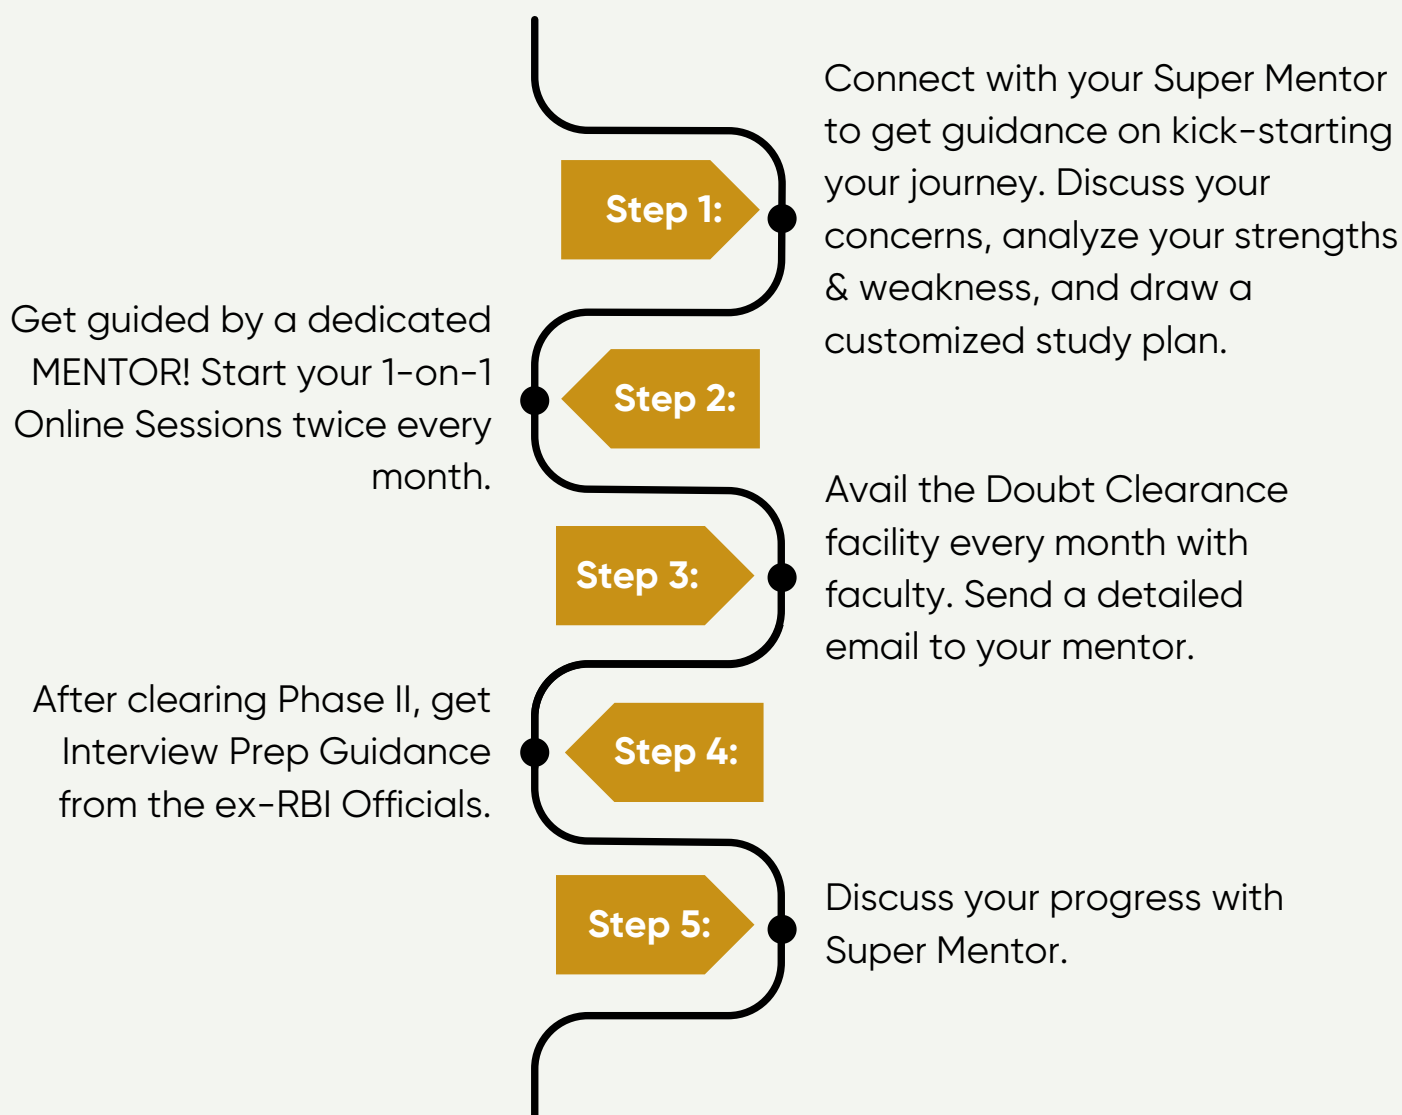 Step 1:
Connect with your Super Mentor
to get guidance on kick-starting
your journey. Discuss your
concerns, analyze your strengths
& weakness, and draw a
customized study plan.
Step 2:
Get guided by a dedicated
MENTOR! Start your 1-on-1
Online Sessions twice every
month.
Step 3:
Avail the Doubt Clearance
facility every month with
faculty. Send a detailed
email to your mentor.
Step 4:
After clearing Phase II, get
Interview Prep Guidance
from the ex-RBI Officials.
Step 5:
Discuss your progress with
Super Mentor.